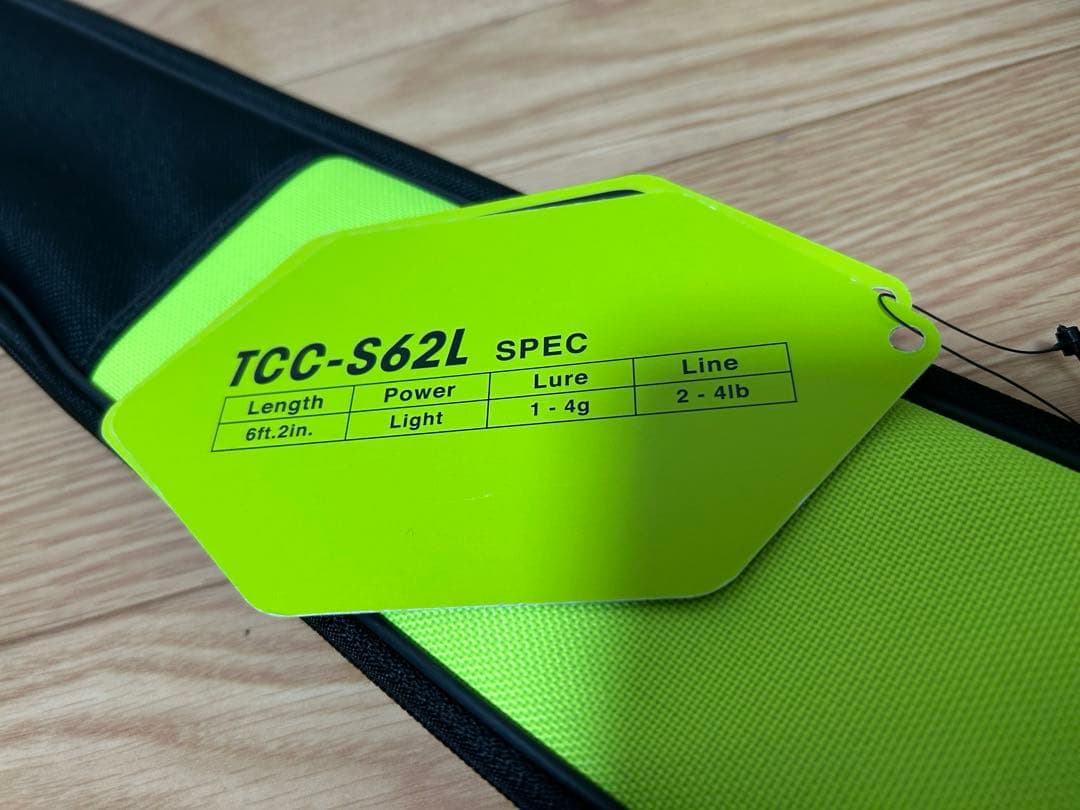 TCC-S62L SPEC
Length Power Lure Line
6ft.2in. Light 1 - 4g 2 - 4lb